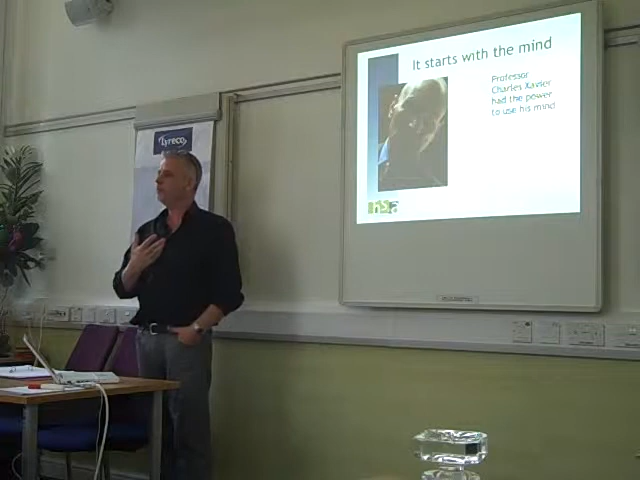 It starts with the mind
Professor
Charles Xavier
had the power
to use his mind
Lyreco